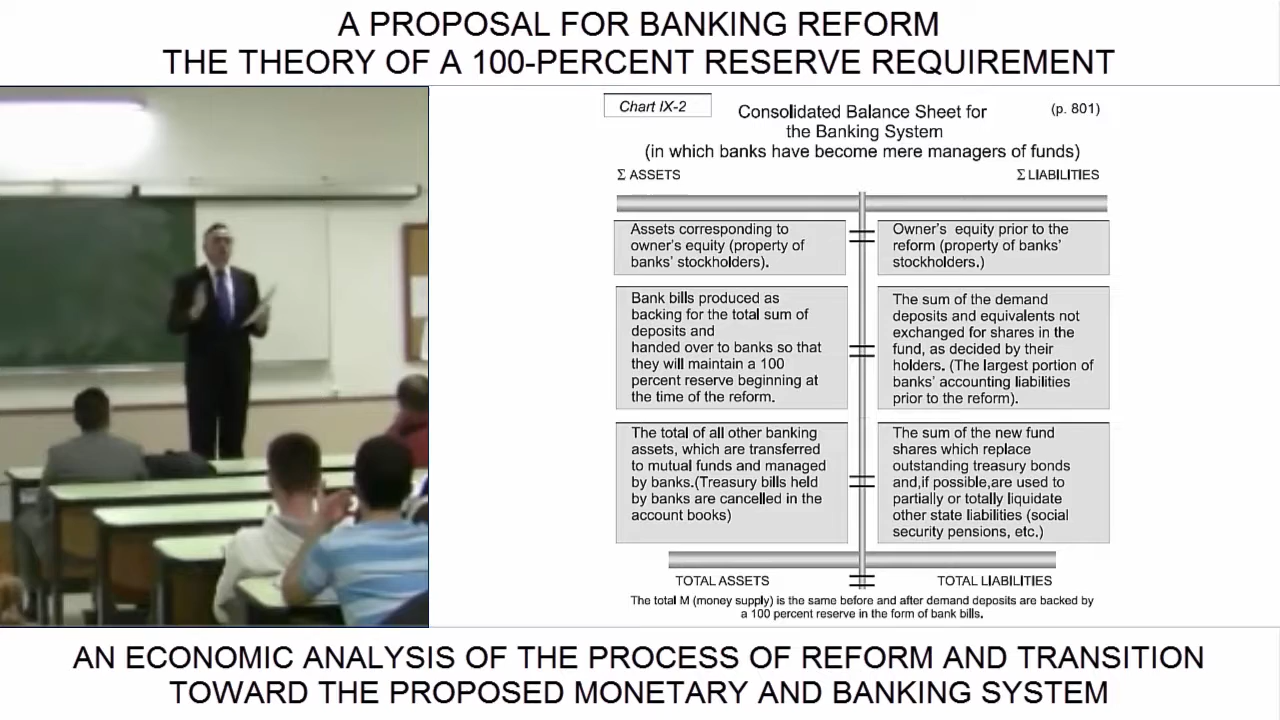 A PROPOSAL FOR BANKING REFORM
THE THEORY OF A 100-PERCENT RESERVE REQUIREMENT
Chart IX-2
Consolidated Balance Sheet for
the Banking System
(in which banks have become mere managers of funds)
(p. 801)
Σ ASSETS
Σ LIABILITIES
Assets corresponding to
owner's equity (property of
banks' stockholders).
Owner's equity prior to the
reform (property of banks'
stockholders.)
Bank bills produced as
backing for the total sum of
deposits and
handed over to banks so that
they will maintain a 100
percent reserve beginning at
the time of the reform.
The sum of the demand
deposits and equivalents not
exchanged for shares in the
fund, as decided by their
holders. (The largest portion of
banks' accounting liabilities
prior to the reform).
The total of all other banking
assets, which are transferred
to mutual funds and managed
by banks.(Treasury bills held
by banks are cancelled in the
account books)
The sum of the new fund
shares which replace
outstanding treasury bonds
and,if possible,are used to
partially or totally liquidate
other state liabilities (social
security pensions, etc.)
TOTAL ASSETS
TOTAL LIABILITIES
The total M (money supply) is the same before and after demand deposits are backed by
a 100 percent reserve in the form of bank bills.
AN ECONOMIC ANALYSIS OF THE PROCESS OF REFORM AND TRANSITION
TOWARD THE PROPOSED MONETARY AND BANKING SYSTEM